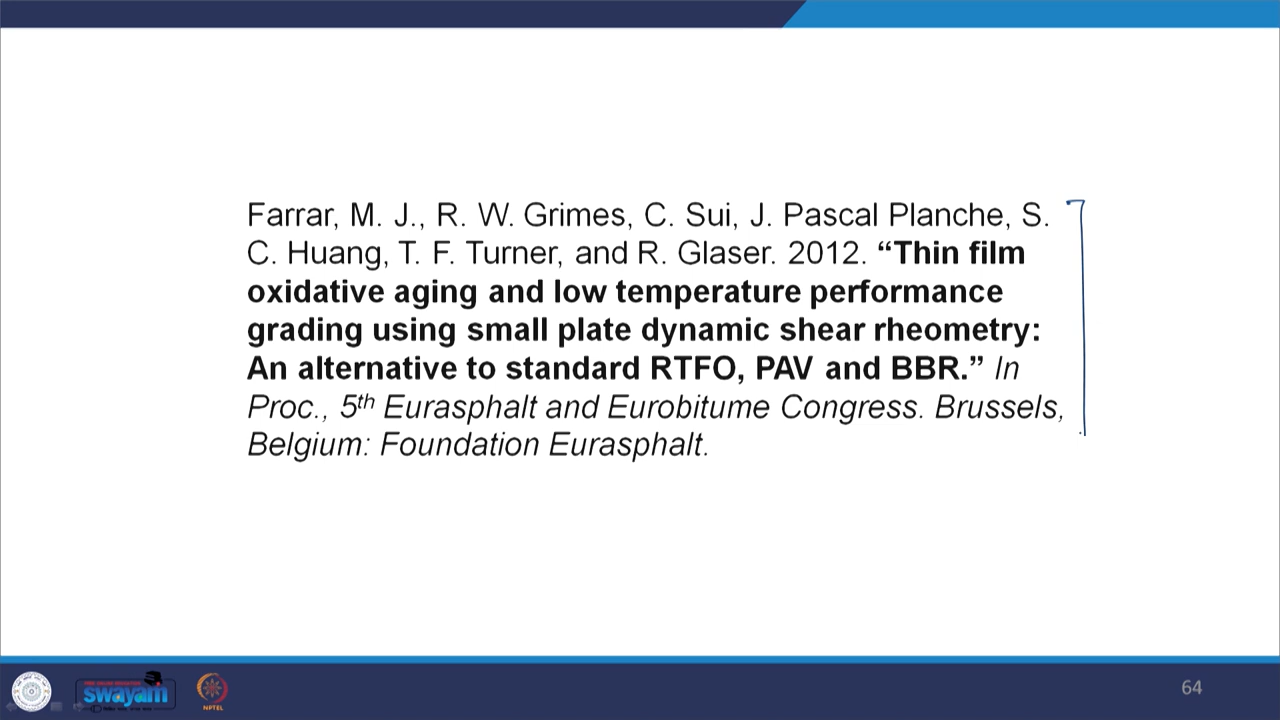 Farrar, M. J., R. W. Grimes, C. Sui, J. Pascal Planche, S.
C. Huang, T. F. Turner, and R. Glaser. 2012. “Thin film
oxidative aging and low temperature performance
grading using small plate dynamic shear rheometry:
An alternative to standard RTFO, PAV and BBR.” In
Proc., 5th Eurasphalt and Eurobitume Congress. Brussels,
Belgium: Foundation Eurasphalt.
swayam
NPTEL
64